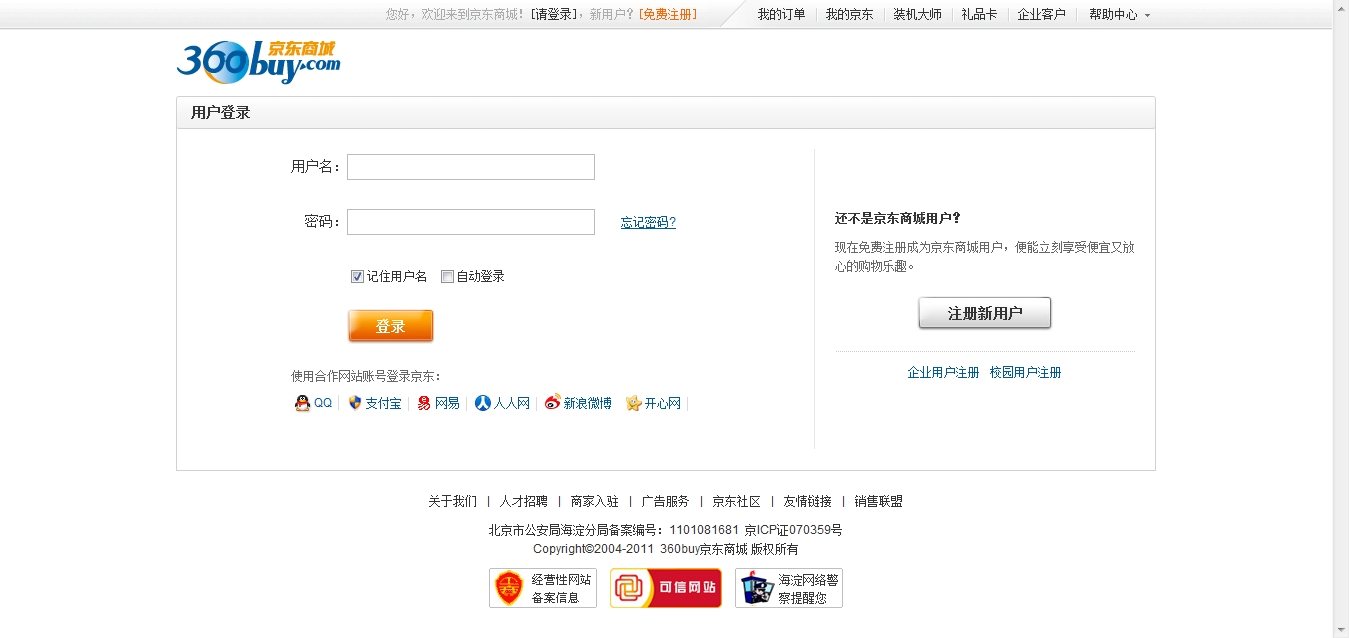 您好，欢迎来到京东商城！[请登录]，新用户？[免费注册] 我的订单 我的京东 装机大师 礼品卡 企业客户 帮助中心
360buy.com 京东商城
用户登录
用户名：
密码： 忘记密码?
记住用户名 自动登录
登录
使用合作网站账号登录京东：
QQ 支付宝 网易 人人网 新浪微博 开心网
还不是京东商城用户？
现在免费注册成为京东商城用户，便能立刻享受便宜又放
心的购物乐趣。
注册新用户
企业用户注册 校园用户注册
关于我们 | 人才招聘 | 商家入驻 | 广告服务 | 京东社区 | 友情链接 | 销售联盟
北京市公安局海淀分局备案编号：1101081681 京ICP证070359号
Copyright©2004-2011 360buy京东商城 版权所有
经营性网站
备案信息
可信网站
海淀网络警
察提醒您